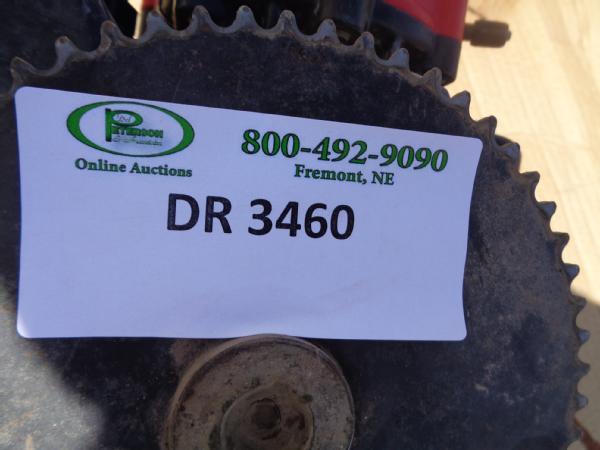 PETERSON
800-492-9090
Online Auctions
Fremont, NE
DR 3460